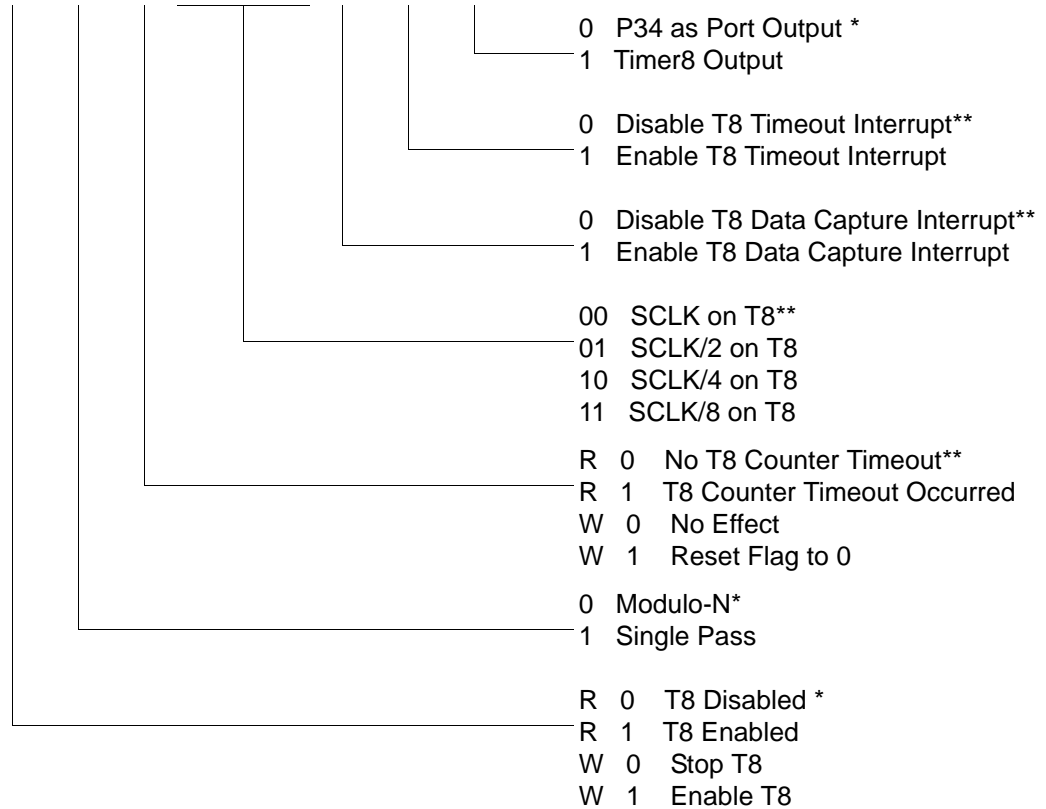 0 P34 as Port Output *
1 Timer8 Output
0 Disable T8 Timeout Interrupt**
1 Enable T8 Timeout Interrupt
0 Disable T8 Data Capture Interrupt**
1 Enable T8 Data Capture Interrupt
00 SCLK on T8**
01 SCLK/2 on T8
10 SCLK/4 on T8
11 SCLK/8 on T8
R 0 No T8 Counter Timeout**
R 1 T8 Counter Timeout Occurred
W 0 No Effect
W 1 Reset Flag to 0
0 Modulo-N*
1 Single Pass
R 0 T8 Disabled *
R 1 T8 Enabled
W 0 Stop T8
W 1 Enable T8